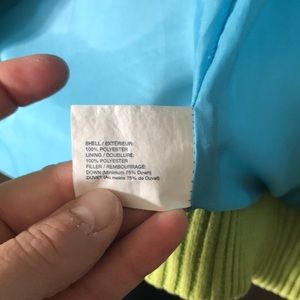 SHELL / EXTÉRIEUR:
100% POLYESTER
LINING / DOUBLURE:
100% POLYESTER
FILLER / REMBOURRAGE:
DOWN (Minimum 75% Down)
DUVET (Au moins 75% de Duvet)